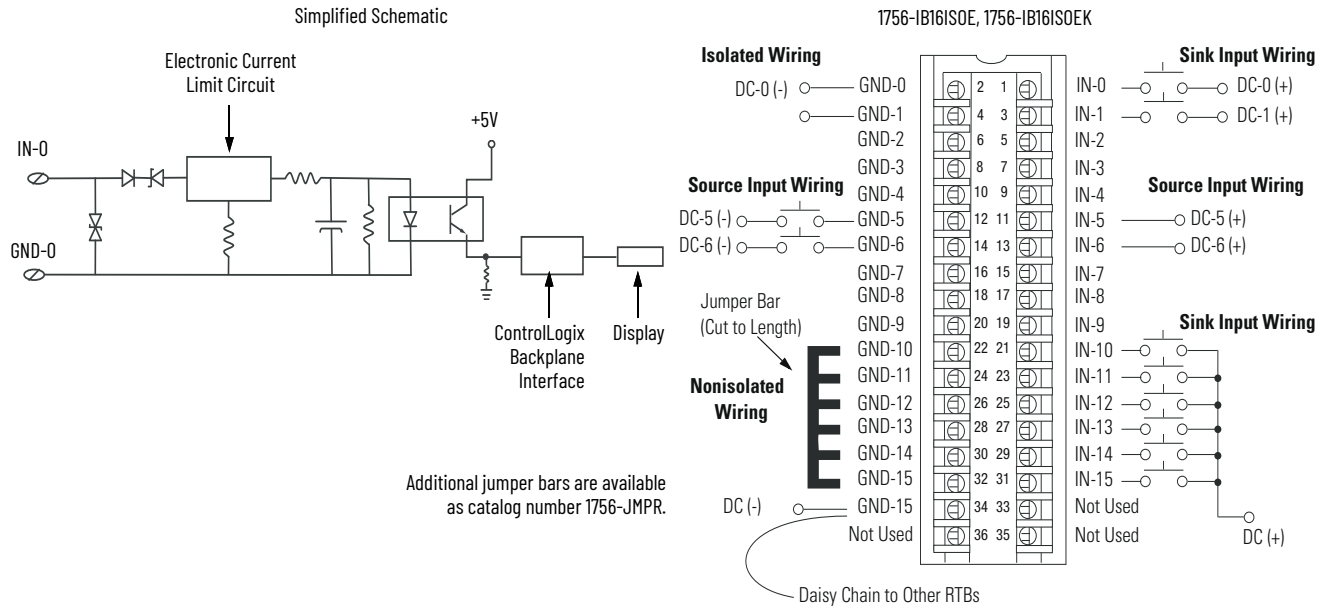 Simplified Schematic
Electronic Current
Limit Circuit
+5V
IN-0
GND-0
ControlLogix
Backplane
Interface
Display
Additional jumper bars are available
as catalog number 1756-JMPR.
1756-IB16ISOE, 1756-IB16ISOEK
Isolated Wiring
Sink Input Wiring
DC-0 (-) GND-0 2 1 IN-0 DC-0 (+)
GND-1 4 3 IN-1 DC-1 (+)
GND-2 6 5 IN-2
GND-3 8 7 IN-3
Source Input Wiring GND-4 10 9 IN-4 Source Input Wiring
DC-5 (-) GND-5 12 11 IN-5 DC-5 (+)
DC-6 (-) GND-6 14 13 IN-6 DC-6 (+)
GND-7 16 15 IN-7
GND-8 18 17 IN-8
Jumper Bar
(Cut to Length)
GND-9 20 19 IN-9 Sink Input Wiring
GND-10 22 21 IN-10
GND-11 24 23 IN-11
Nonisolated
Wiring
GND-12 26 25 IN-12
GND-13 28 27 IN-13
GND-14 30 29 IN-14
GND-15 32 31 IN-15
DC (-) GND-15 34 33 Not Used
Not Used 36 35 Not Used DC (+)
Daisy Chain to Other RTBs